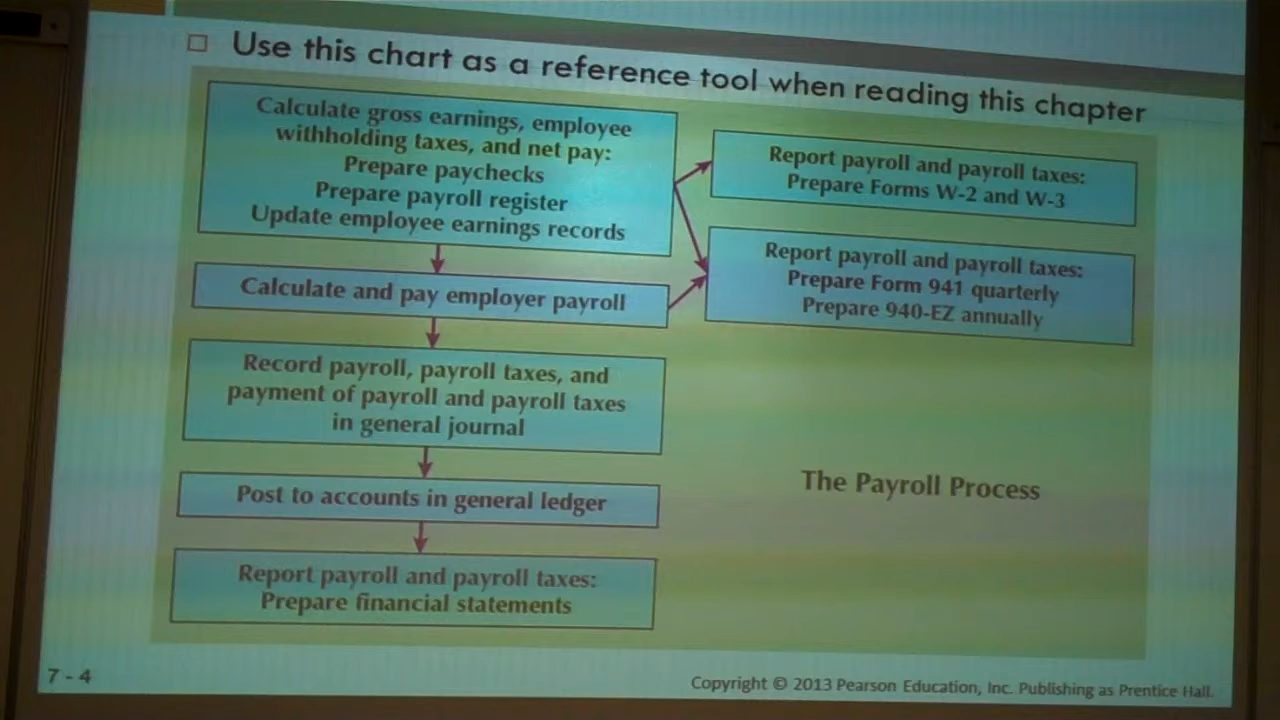 Use this chart as a reference tool when reading this chapter
Calculate gross earnings, employee
withholding taxes, and net pay:
Prepare paychecks
Prepare payroll register
Update employee earnings records
Report payroll and payroll taxes:
Prepare Forms W-2 and W-3
Report payroll and payroll taxes:
Prepare Form 941 quarterly
Prepare 940-EZ annually
Calculate and pay employer payroll
Record payroll, payroll taxes, and
payment of payroll and payroll taxes
in general journal
Post to accounts in general ledger
The Payroll Process
Report payroll and payroll taxes:
Prepare financial statements
7 - 4
Copyright © 2013 Pearson Education, Inc. Publishing as Prentice Hall.